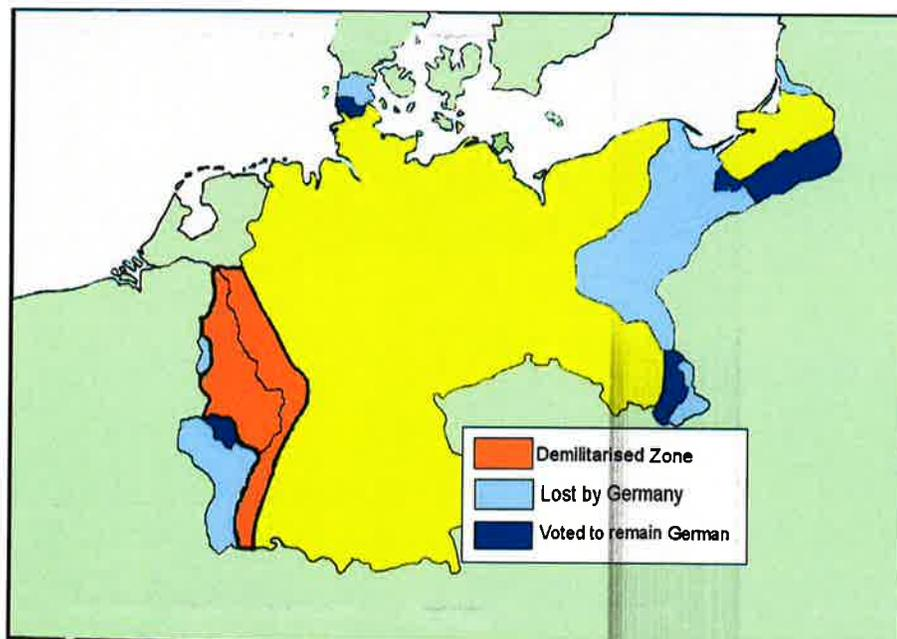 Demilitarised Zone
Lost by Germany
Voted to remain German